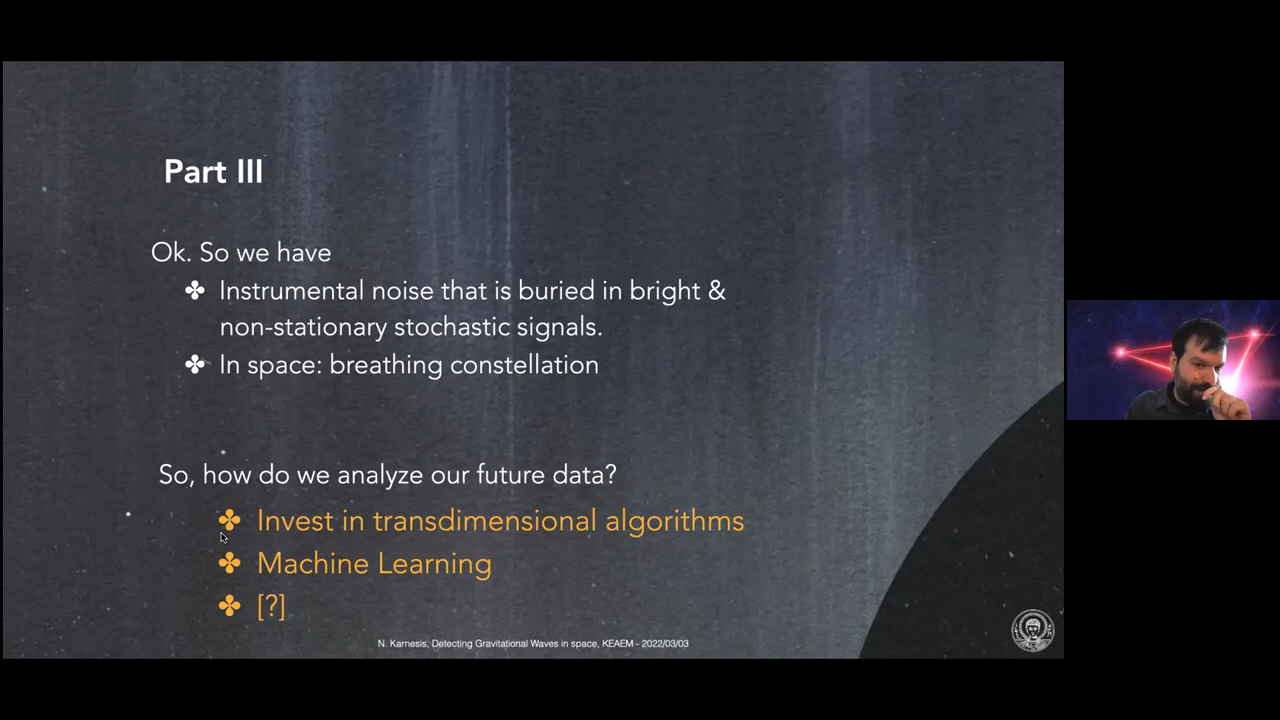 Part III
Ok. So we have
✤ Instrumental noise that is buried in bright &
non-stationary stochastic signals.
✤ In space: breathing constellation
So, how do we analyze our future data?
✤ Invest in transdimensional algorithms
✤ Machine Learning
✤ [?]
N. Karnesis, Detecting Gravitational Waves in space, KEAEM - 2022/03/03